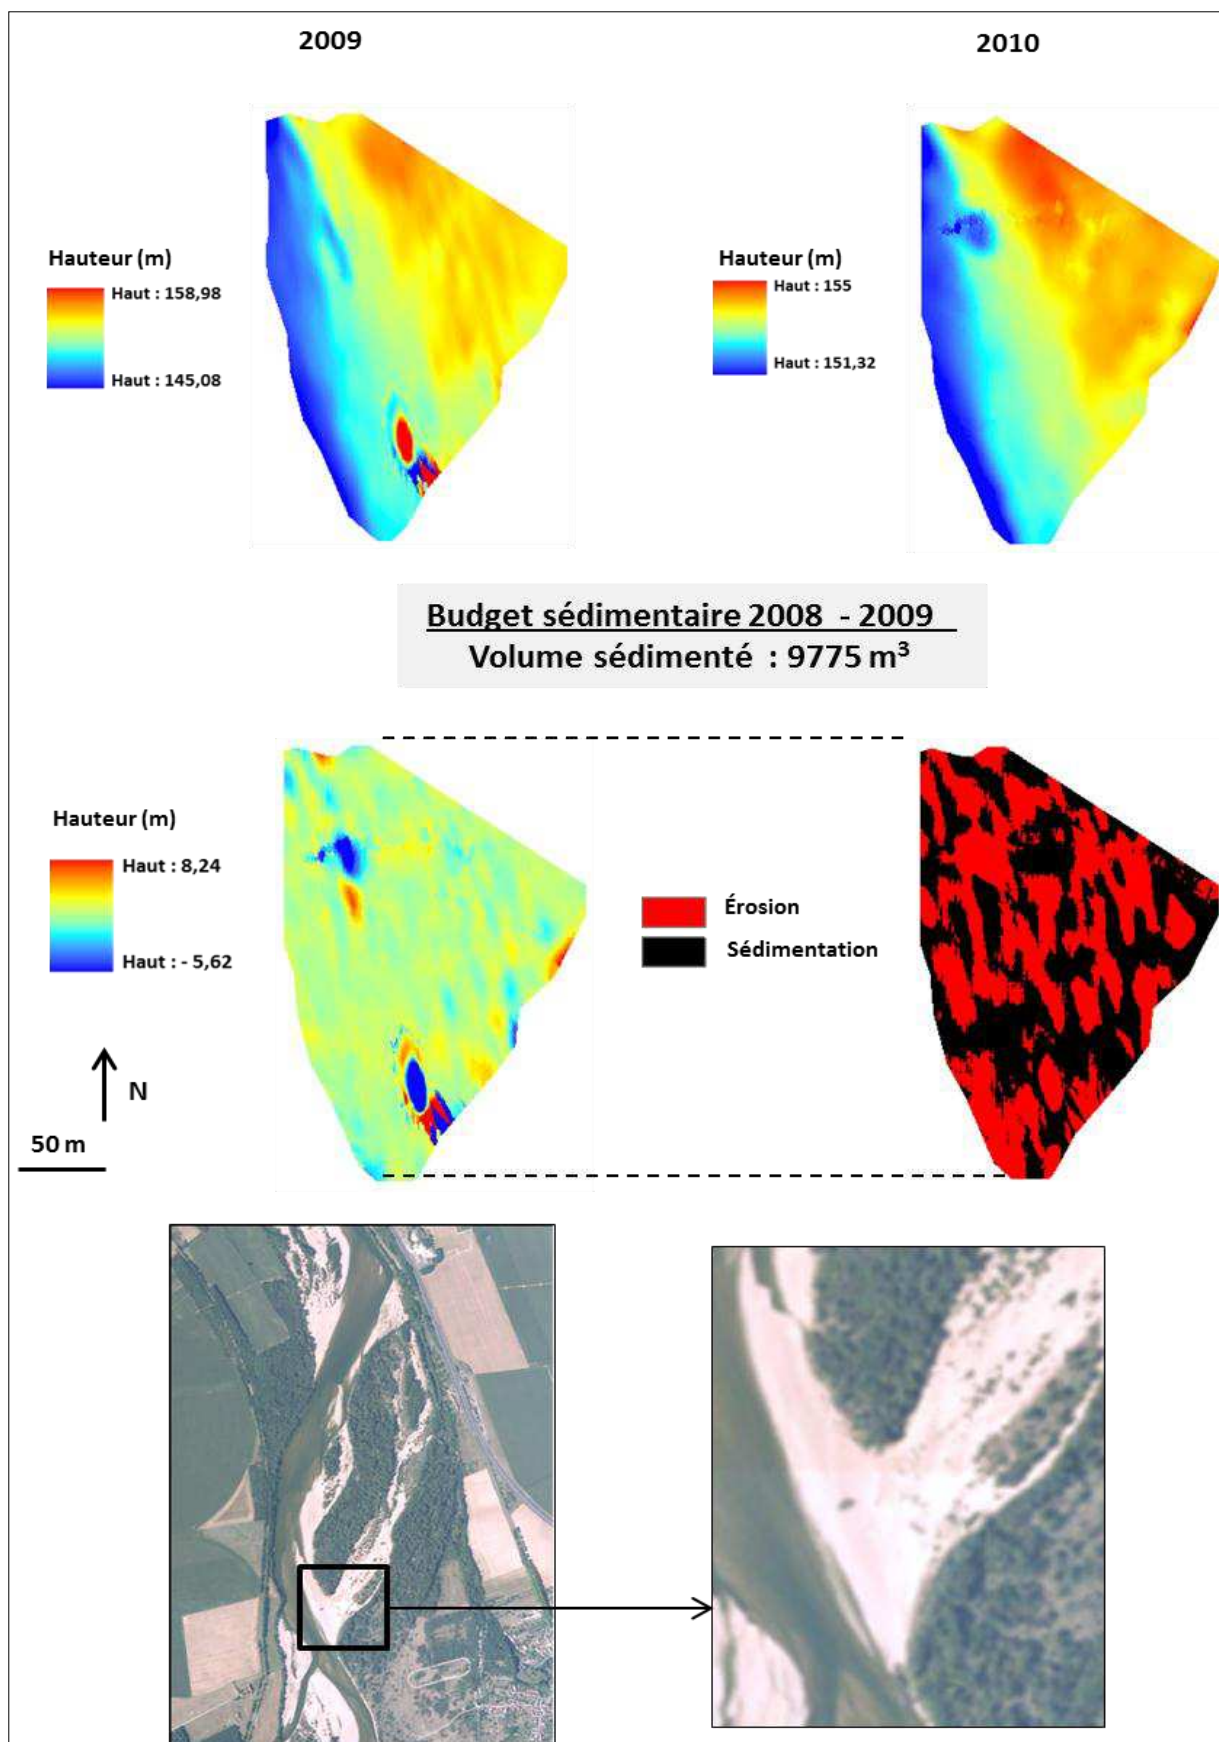 2009
2010
Hauteur (m)
Haut : 158,98
Haut : 145,08
Hauteur (m)
Haut : 155
Haut : 151,32
Budget sédimentaire 2008 - 2009
Volume sédimenté : 9775 m³
Hauteur (m)
Haut : 8,24
Haut : - 5,62
Érosion
Sédimentation
N
50 m